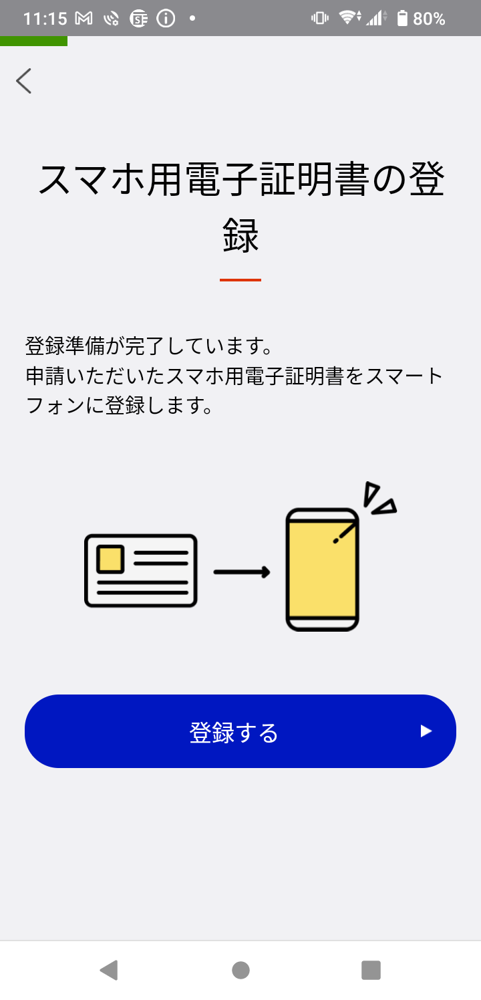 11:15 80%
スマホ用電子証明書の登
録
登録準備が完了しています。
申請いただいたスマホ用電子証明書をスマート
フォンに登録します。
登録する